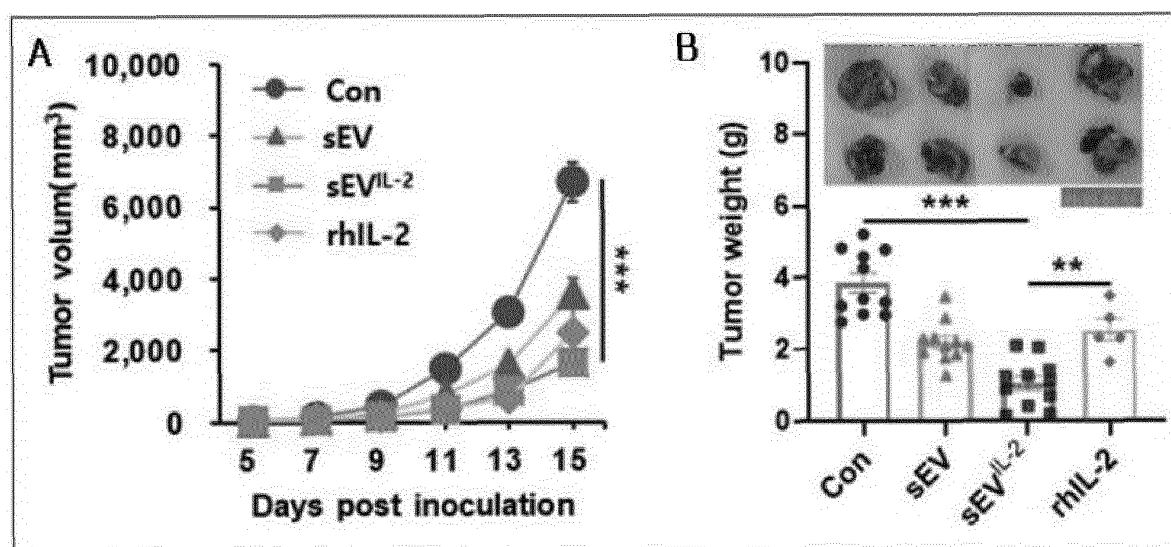 A
10,000
8,000
6,000
4,000
2,000
0
Tumor volum(mm³)
Con
sEV
sEVᴵᴸ⁻²
rhIL-2
***
5 7 9 11 13 15
Days post inoculation
B
10
8
6
4
2
0
Tumor weight (g)
***
**
Con
sEV
sEVᴵᴸ⁻²
rhIL-2